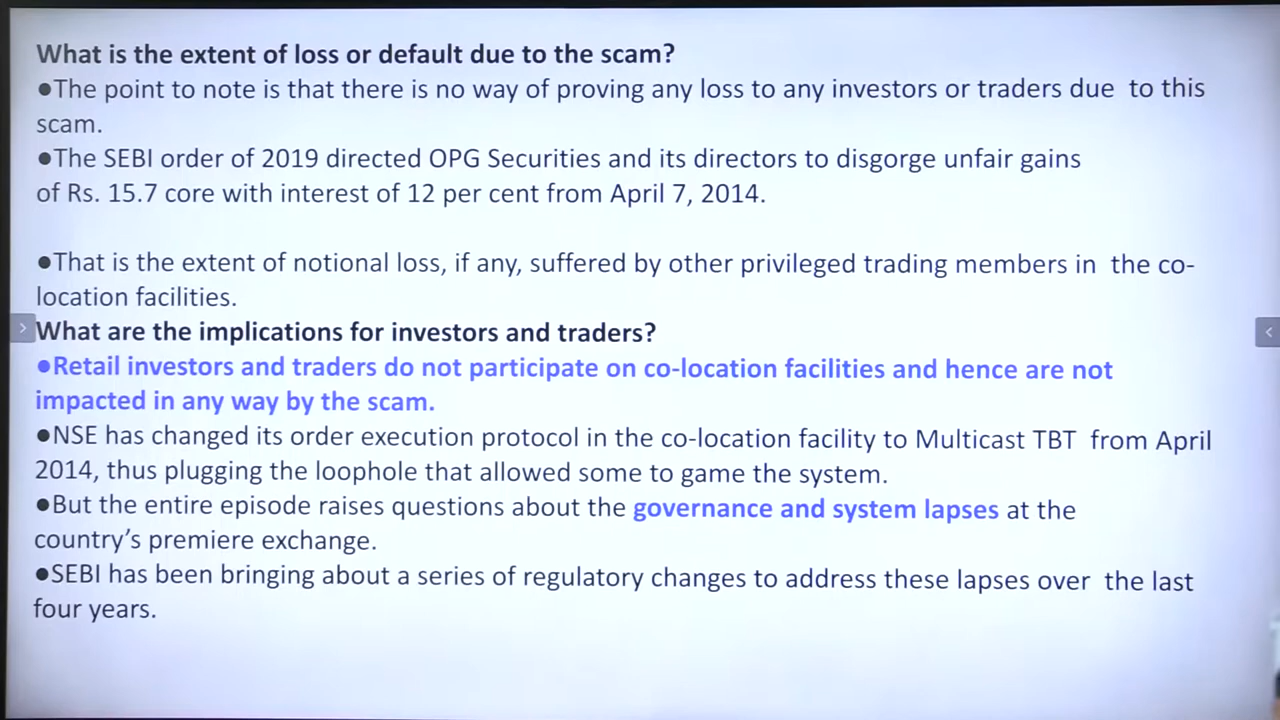 What is the extent of loss or default due to the scam?
●The point to note is that there is no way of proving any loss to any investors or traders due to this
scam.
●The SEBI order of 2019 directed OPG Securities and its directors to disgorge unfair gains
of Rs. 15.7 core with interest of 12 per cent from April 7, 2014.
●That is the extent of notional loss, if any, suffered by other privileged trading members in the co-
location facilities.
What are the implications for investors and traders?
●Retail investors and traders do not participate on co-location facilities and hence are not
impacted in any way by the scam.
●NSE has changed its order execution protocol in the co-location facility to Multicast TBT from April
2014, thus plugging the loophole that allowed some to game the system.
●But the entire episode raises questions about the governance and system lapses at the
country's premiere exchange.
●SEBI has been bringing about a series of regulatory changes to address these lapses over the last
four years.